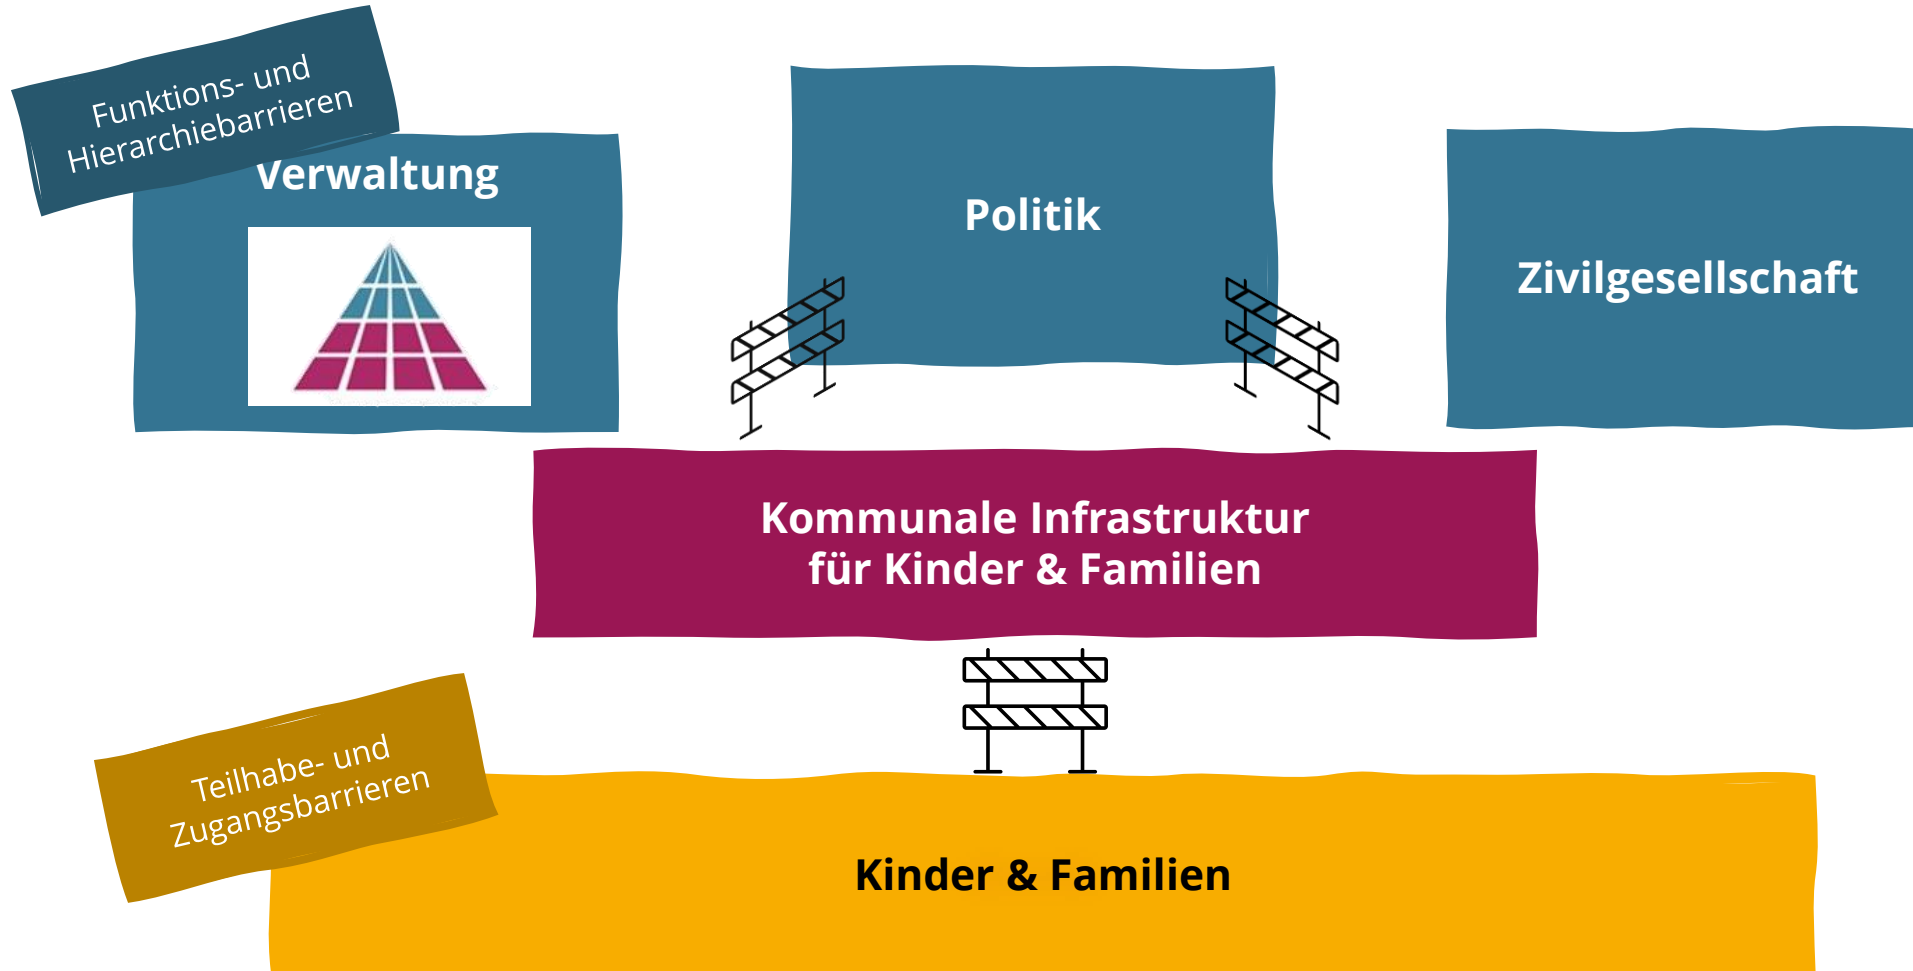 Funktions- und
Hierarchiebarrieren
Verwaltung
Politik
Zivilgesellschaft
Kommunale Infrastruktur
für Kinder & Familien
Teilhabe- und
Zugangsbarrieren
Kinder & Familien